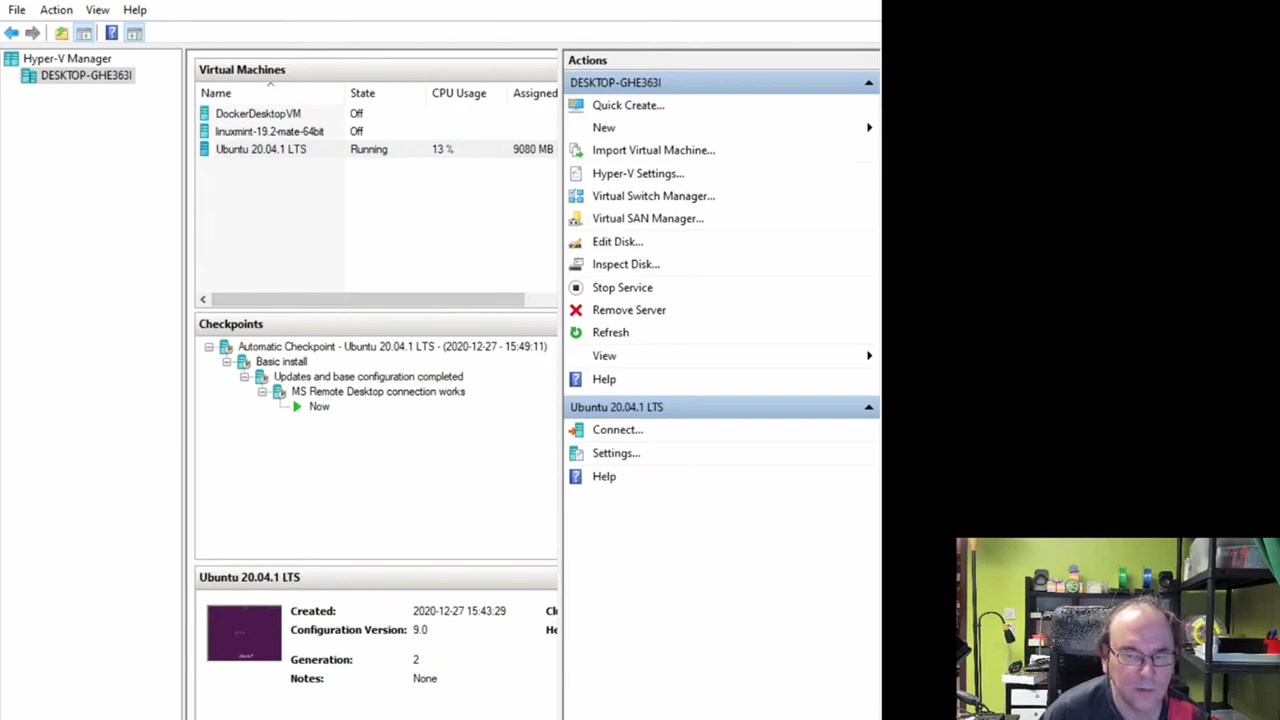 File Action View Help
Hyper-V Manager
DESKTOP-GHE363I
Virtual Machines
Name State CPU Usage Assigned
DockerDesktopVM Off
linuxmint-19.2-mate-64bit Off
Ubuntu 20.04.1 LTS Running 13 % 9080 MB
Checkpoints
Automatic Checkpoint - Ubuntu 20.04.1 LTS - (2020-12-27 - 15:49:11)
Basic install
Updates and base configuration completed
MS Remote Desktop connection works
Now
Ubuntu 20.04.1 LTS
Created: 2020-12-27 15:43:29 Cl
Configuration Version: 9.0 He
Generation: 2
Notes: None
Actions
DESKTOP-GHE363I
Quick Create...
New
Import Virtual Machine...
Hyper-V Settings...
Virtual Switch Manager...
Virtual SAN Manager...
Edit Disk...
Inspect Disk...
Stop Service
Remove Server
Refresh
View
Help
Ubuntu 20.04.1 LTS
Connect...
Settings...
Help